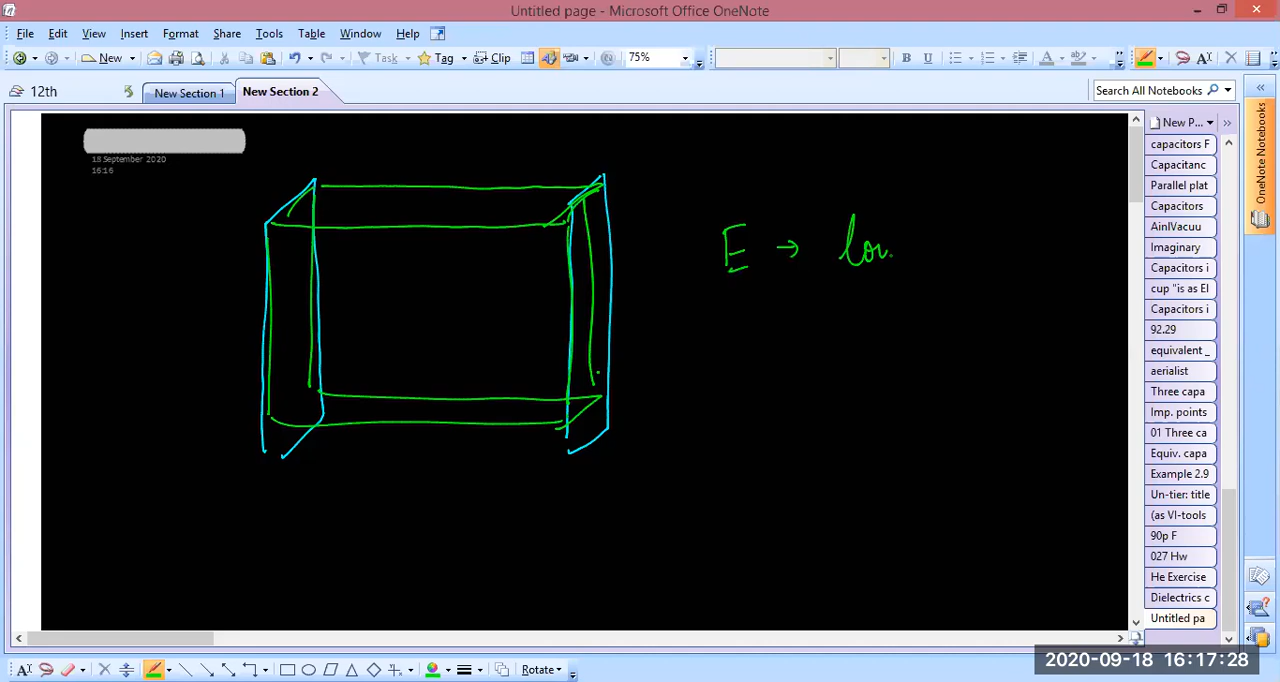 Untitled page - Microsoft Office OneNote
File Edit View Insert Format Share Tools Table Window Help
New Task Tag Clip 75% B U A ab
12th New Section 1 New Section 2 Search All Notebooks
New P...
OneNote Notebooks
18 September 2020
16:16
E → low
capacitors F
Capacitanc
Parallel plat
Capacitors
AinlVacuu
Imaginary
Capacitors i
cup "is as El
Capacitors i
92.29
equivalent _
aerialist
Three capa
Imp. points
01 Three ca
Equiv. capa
Example 2.9
Un-tier: title
(as VI-tools
90p F
027 Hw
He Exercise
Dielectrics c
Untitled pa
2020-09-18 16:17:28
A Rotate